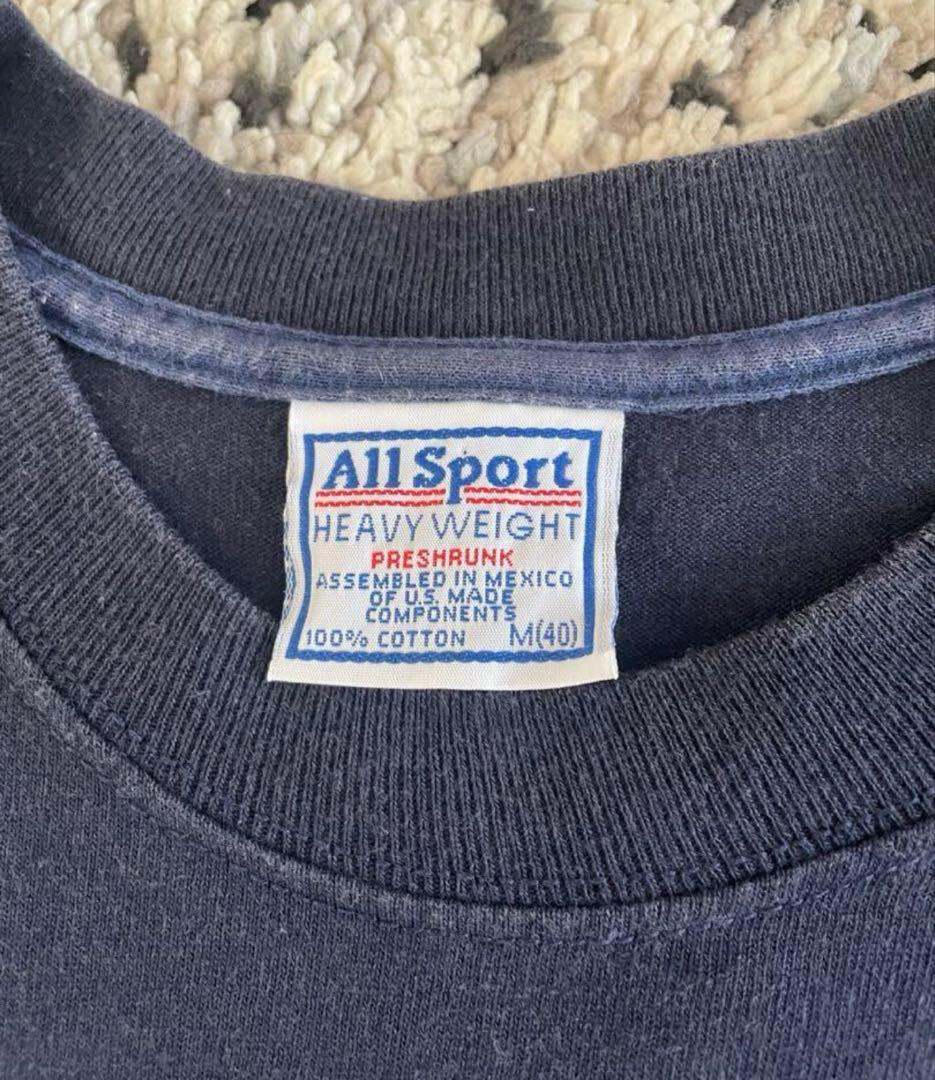 All Sport
HEAVY WEIGHT
PRESHRUNK
ASSEMBLED IN MEXICO
OF U.S. MADE
COMPONENTS
100% COTTON M(40)